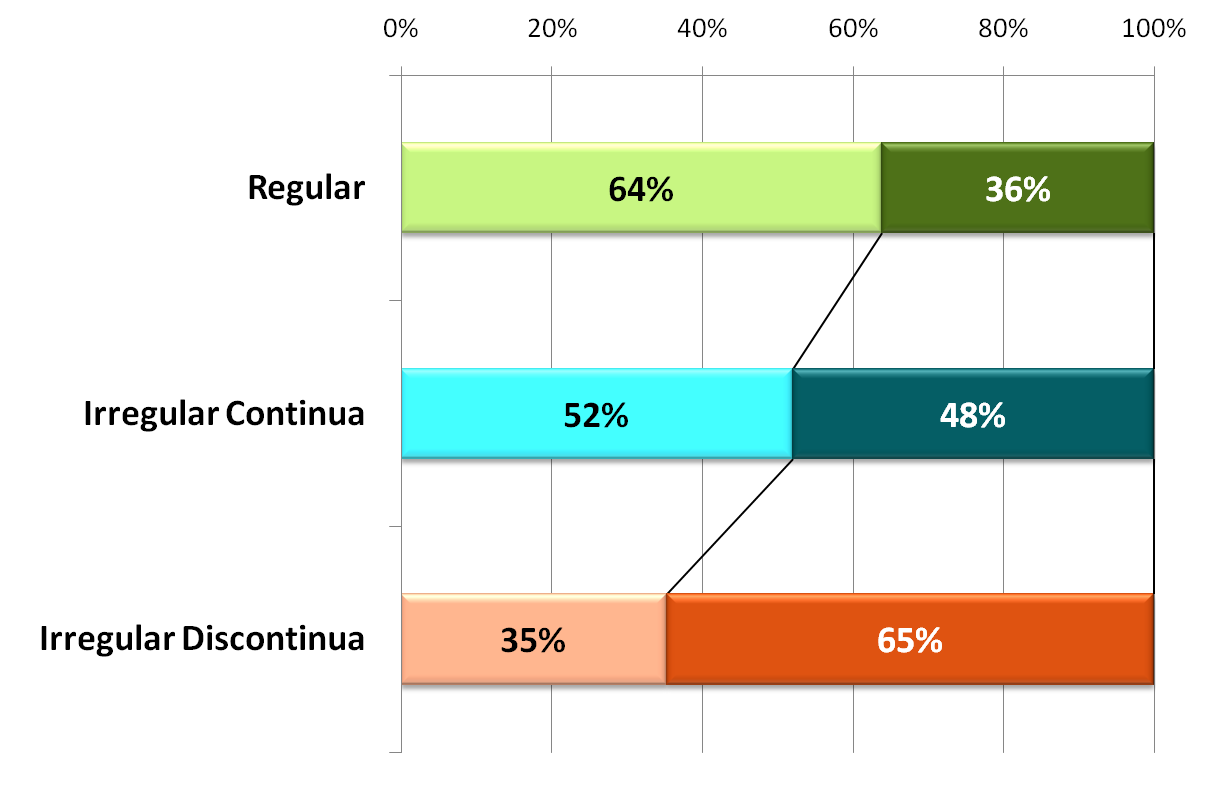 0% 20% 40% 60% 80% 100%
Regular 64% 36%
Irregular Continua 52% 48%
Irregular Discontinua 35% 65%